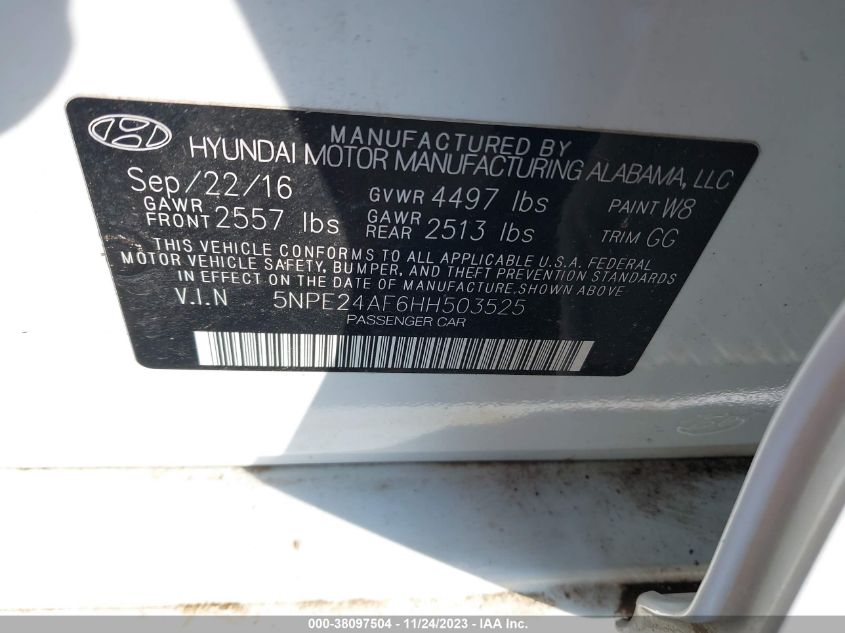 MANUFACTURED BY
HYUNDAI MOTOR MANUFACTURING ALABAMA, LLC
Sep/22/16 GVWR 4497 lbs PAINT W8
GAWR FRONT 2557 lbs GAWR REAR 2513 lbs TRIM GG
THIS VEHICLE CONFORMS TO ALL APPLICABLE U.S.A. FEDERAL
MOTOR VEHICLE SAFETY, BUMPER, AND THEFT PREVENTION STANDARDS
IN EFFECT ON THE DATE OF MANUFACTURE.SHOWN ABOVE
V.I.N 5NPE24AF6HH503525
PASSENGER CAR
000-38097504 - 11/24/2023 - IAA Inc.